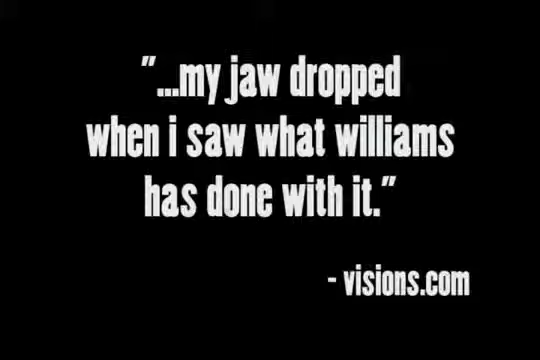 "...my jaw dropped
when i saw what williams
has done with it."
- visions.com